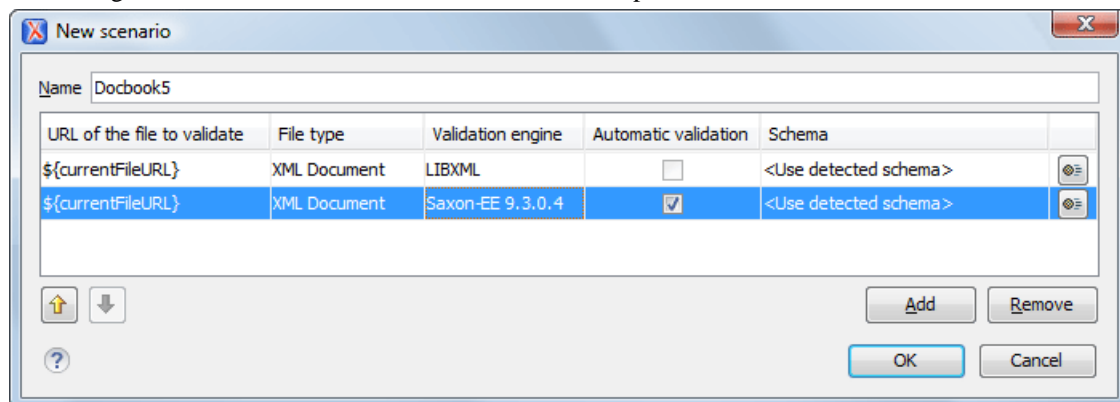 New scenario
Name Docbook5
URL of the file to validate File type Validation engine Automatic validation Schema
${currentFileURL} XML Document LIBXML <Use detected schema>
${currentFileURL} XML Document Saxon-EE 9.3.0.4 <Use detected schema>
Add Remove
? OK Cancel